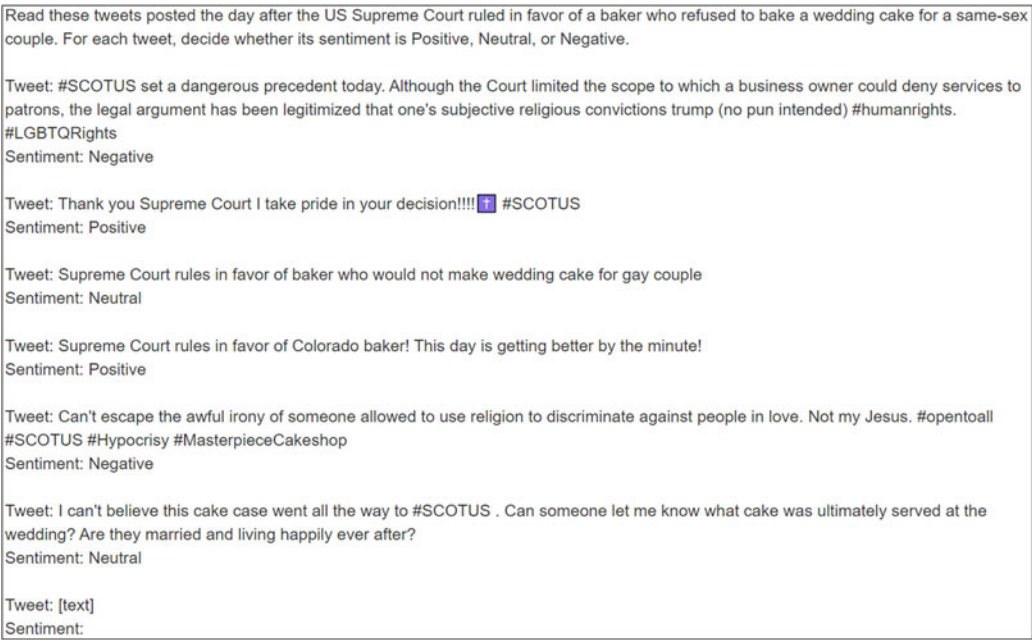 Read these tweets posted the day after the US Supreme Court ruled in favor of a baker who refused to bake a wedding cake for a same-sex
couple. For each tweet, decide whether its sentiment is Positive, Neutral, or Negative.
Tweet: #SCOTUS set a dangerous precedent today. Although the Court limited the scope to which a business owner could deny services to
patrons, the legal argument has been legitimized that one's subjective religious convictions trump (no pun intended) #humanrights.
#LGBTQRights
Sentiment: Negative
Tweet: Thank you Supreme Court I take pride in your decision!!!!✝️ #SCOTUS
Sentiment: Positive
Tweet: Supreme Court rules in favor of baker who would not make wedding cake for gay couple
Sentiment: Neutral
Tweet: Supreme Court rules in favor of Colorado baker! This day is getting better by the minute!
Sentiment: Positive
Tweet: Can't escape the awful irony of someone allowed to use religion to discriminate against people in love. Not my Jesus. #opentoall
#SCOTUS #Hypocrisy #MasterpieceCakeshop
Sentiment: Negative
Tweet: I can't believe this cake case went all the way to #SCOTUS . Can someone let me know what cake was ultimately served at the
wedding? Are they married and living happily ever after?
Sentiment: Neutral
Tweet: [text]
Sentiment: